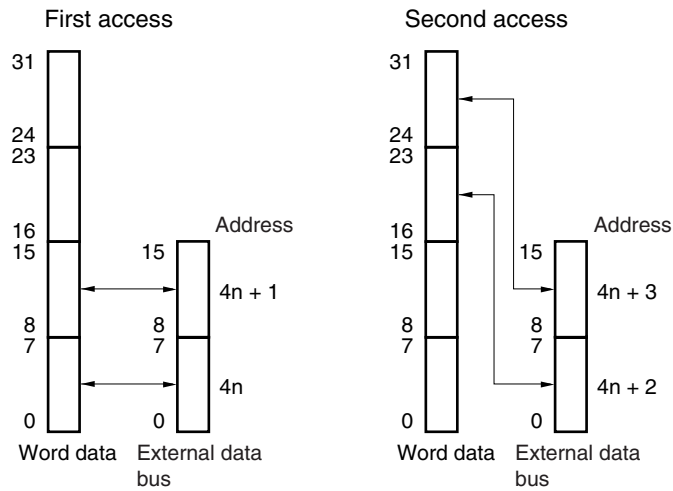 First access
31
24
23
16
15
8
7
0
Address
15
4n + 1
8
7
4n
0
Word data
External data
bus
Second access
31
24
23
16
15
8
7
0
Address
15
4n + 3
8
7
4n + 2
0
Word data
External data
bus